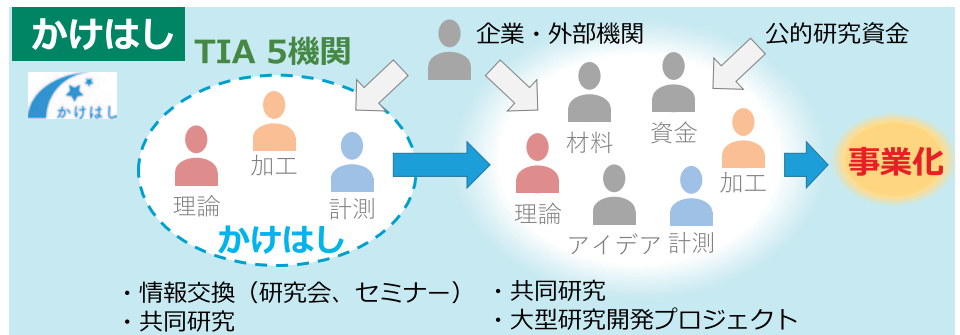 かけはし
かけはし
TIA 5機関
企業・外部機関
公的研究資金
理論
加工
計測
かけはし
理論
材料
アイデア
資金
計測
加工
事業化
・情報交換（研究会、セミナー）
・共同研究
・共同研究
・大型研究開発プロジェクト